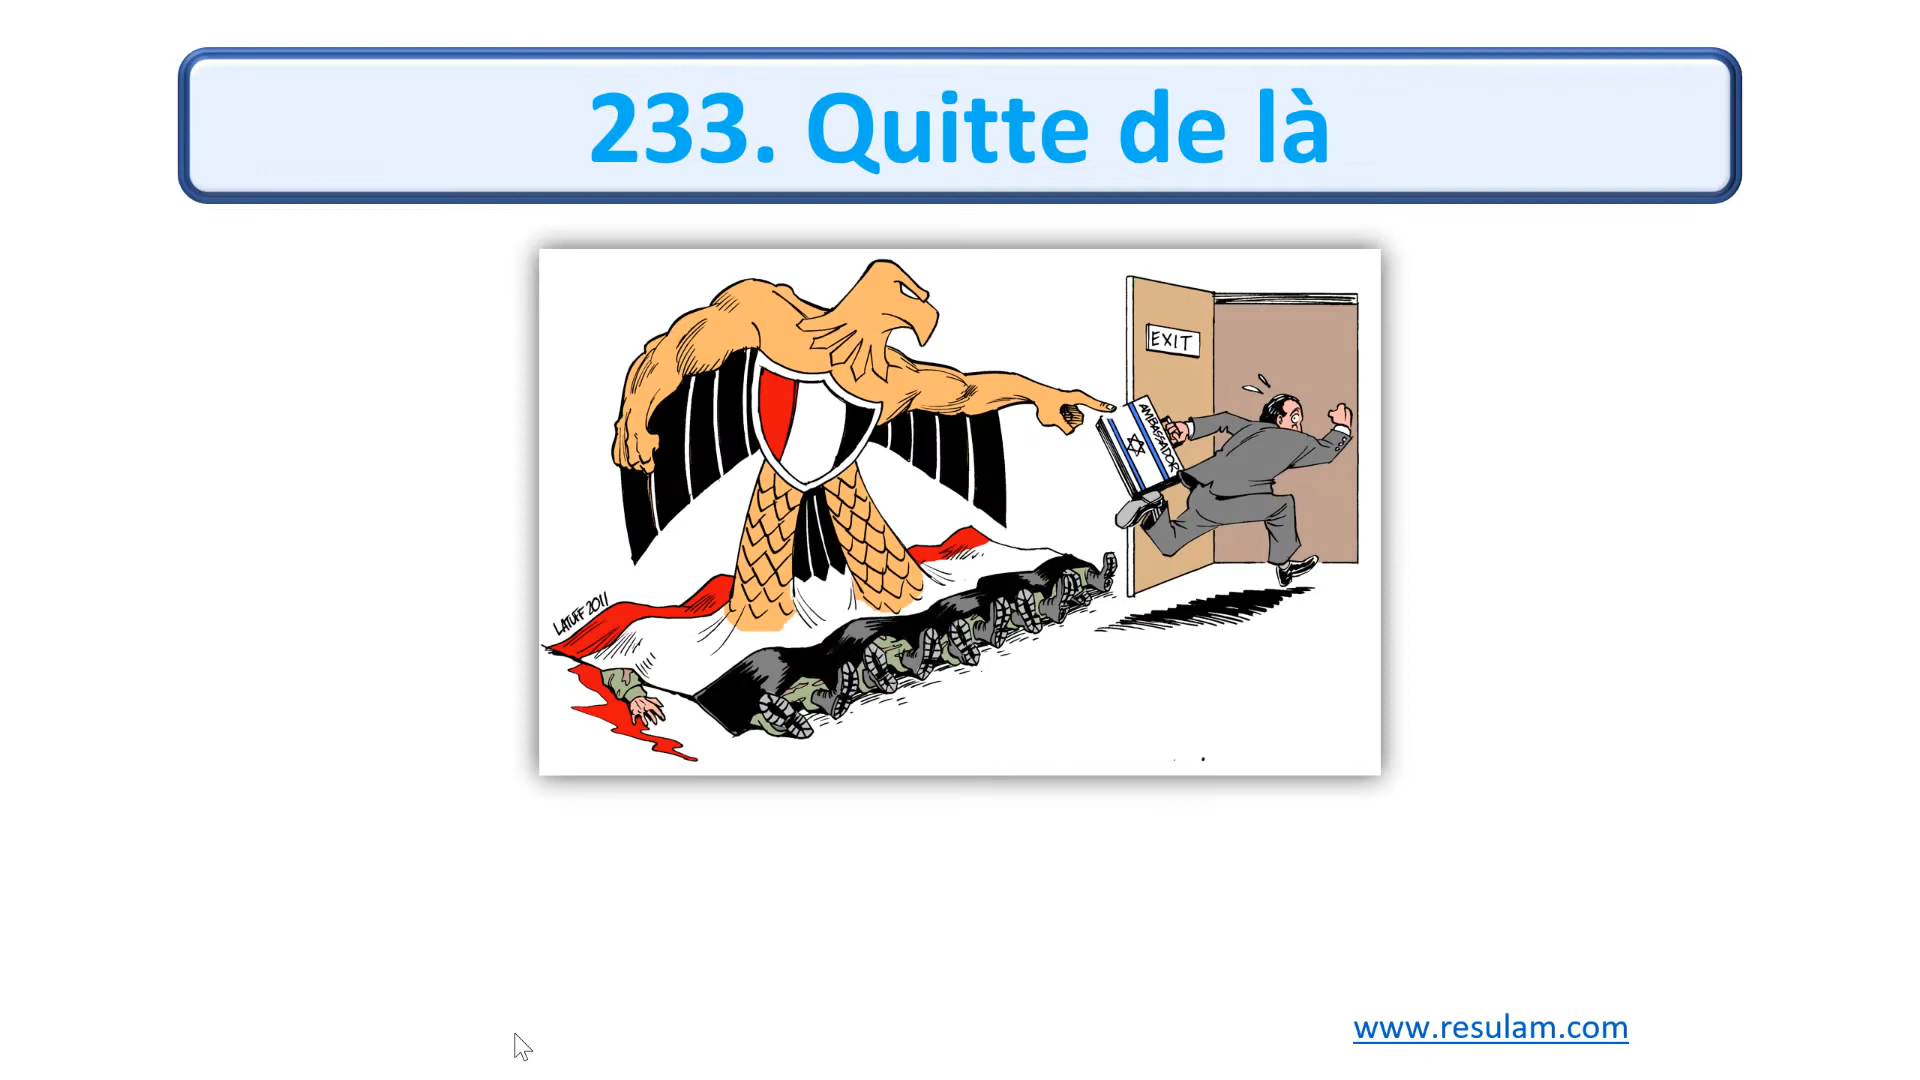 233. Quitte de là
EXIT
AMBASSADOR
LATUFF 2011
www.resulam.com